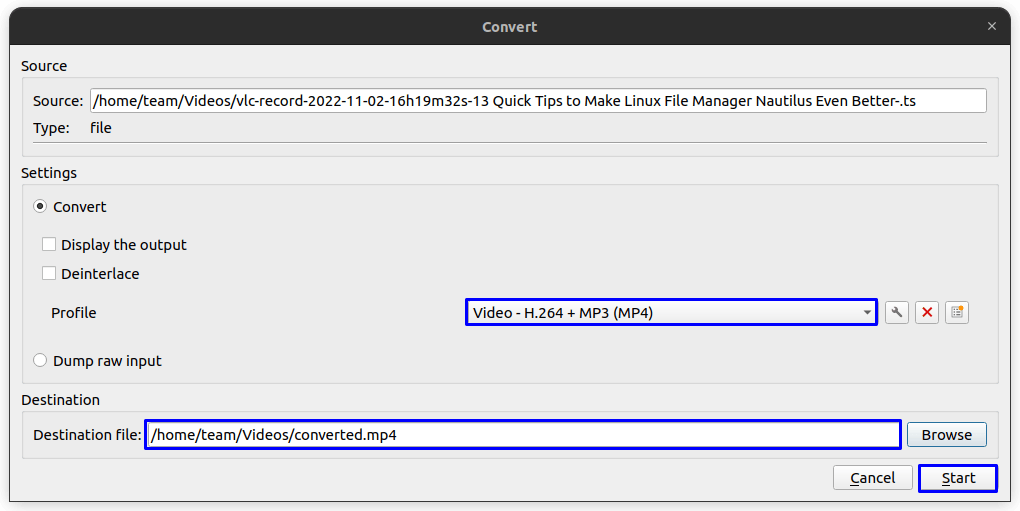 Convert
Source
Source: /home/team/Videos/vlc-record-2022-11-02-16h19m32s-13 Quick Tips to Make Linux File Manager Nautilus Even Better-.ts
Type: file
Settings
Convert
Display the output
Deinterlace
Profile Video - H.264 + MP3 (MP4)
Dump raw input
Destination
Destination file: /home/team/Videos/converted.mp4 Browse
Cancel Start